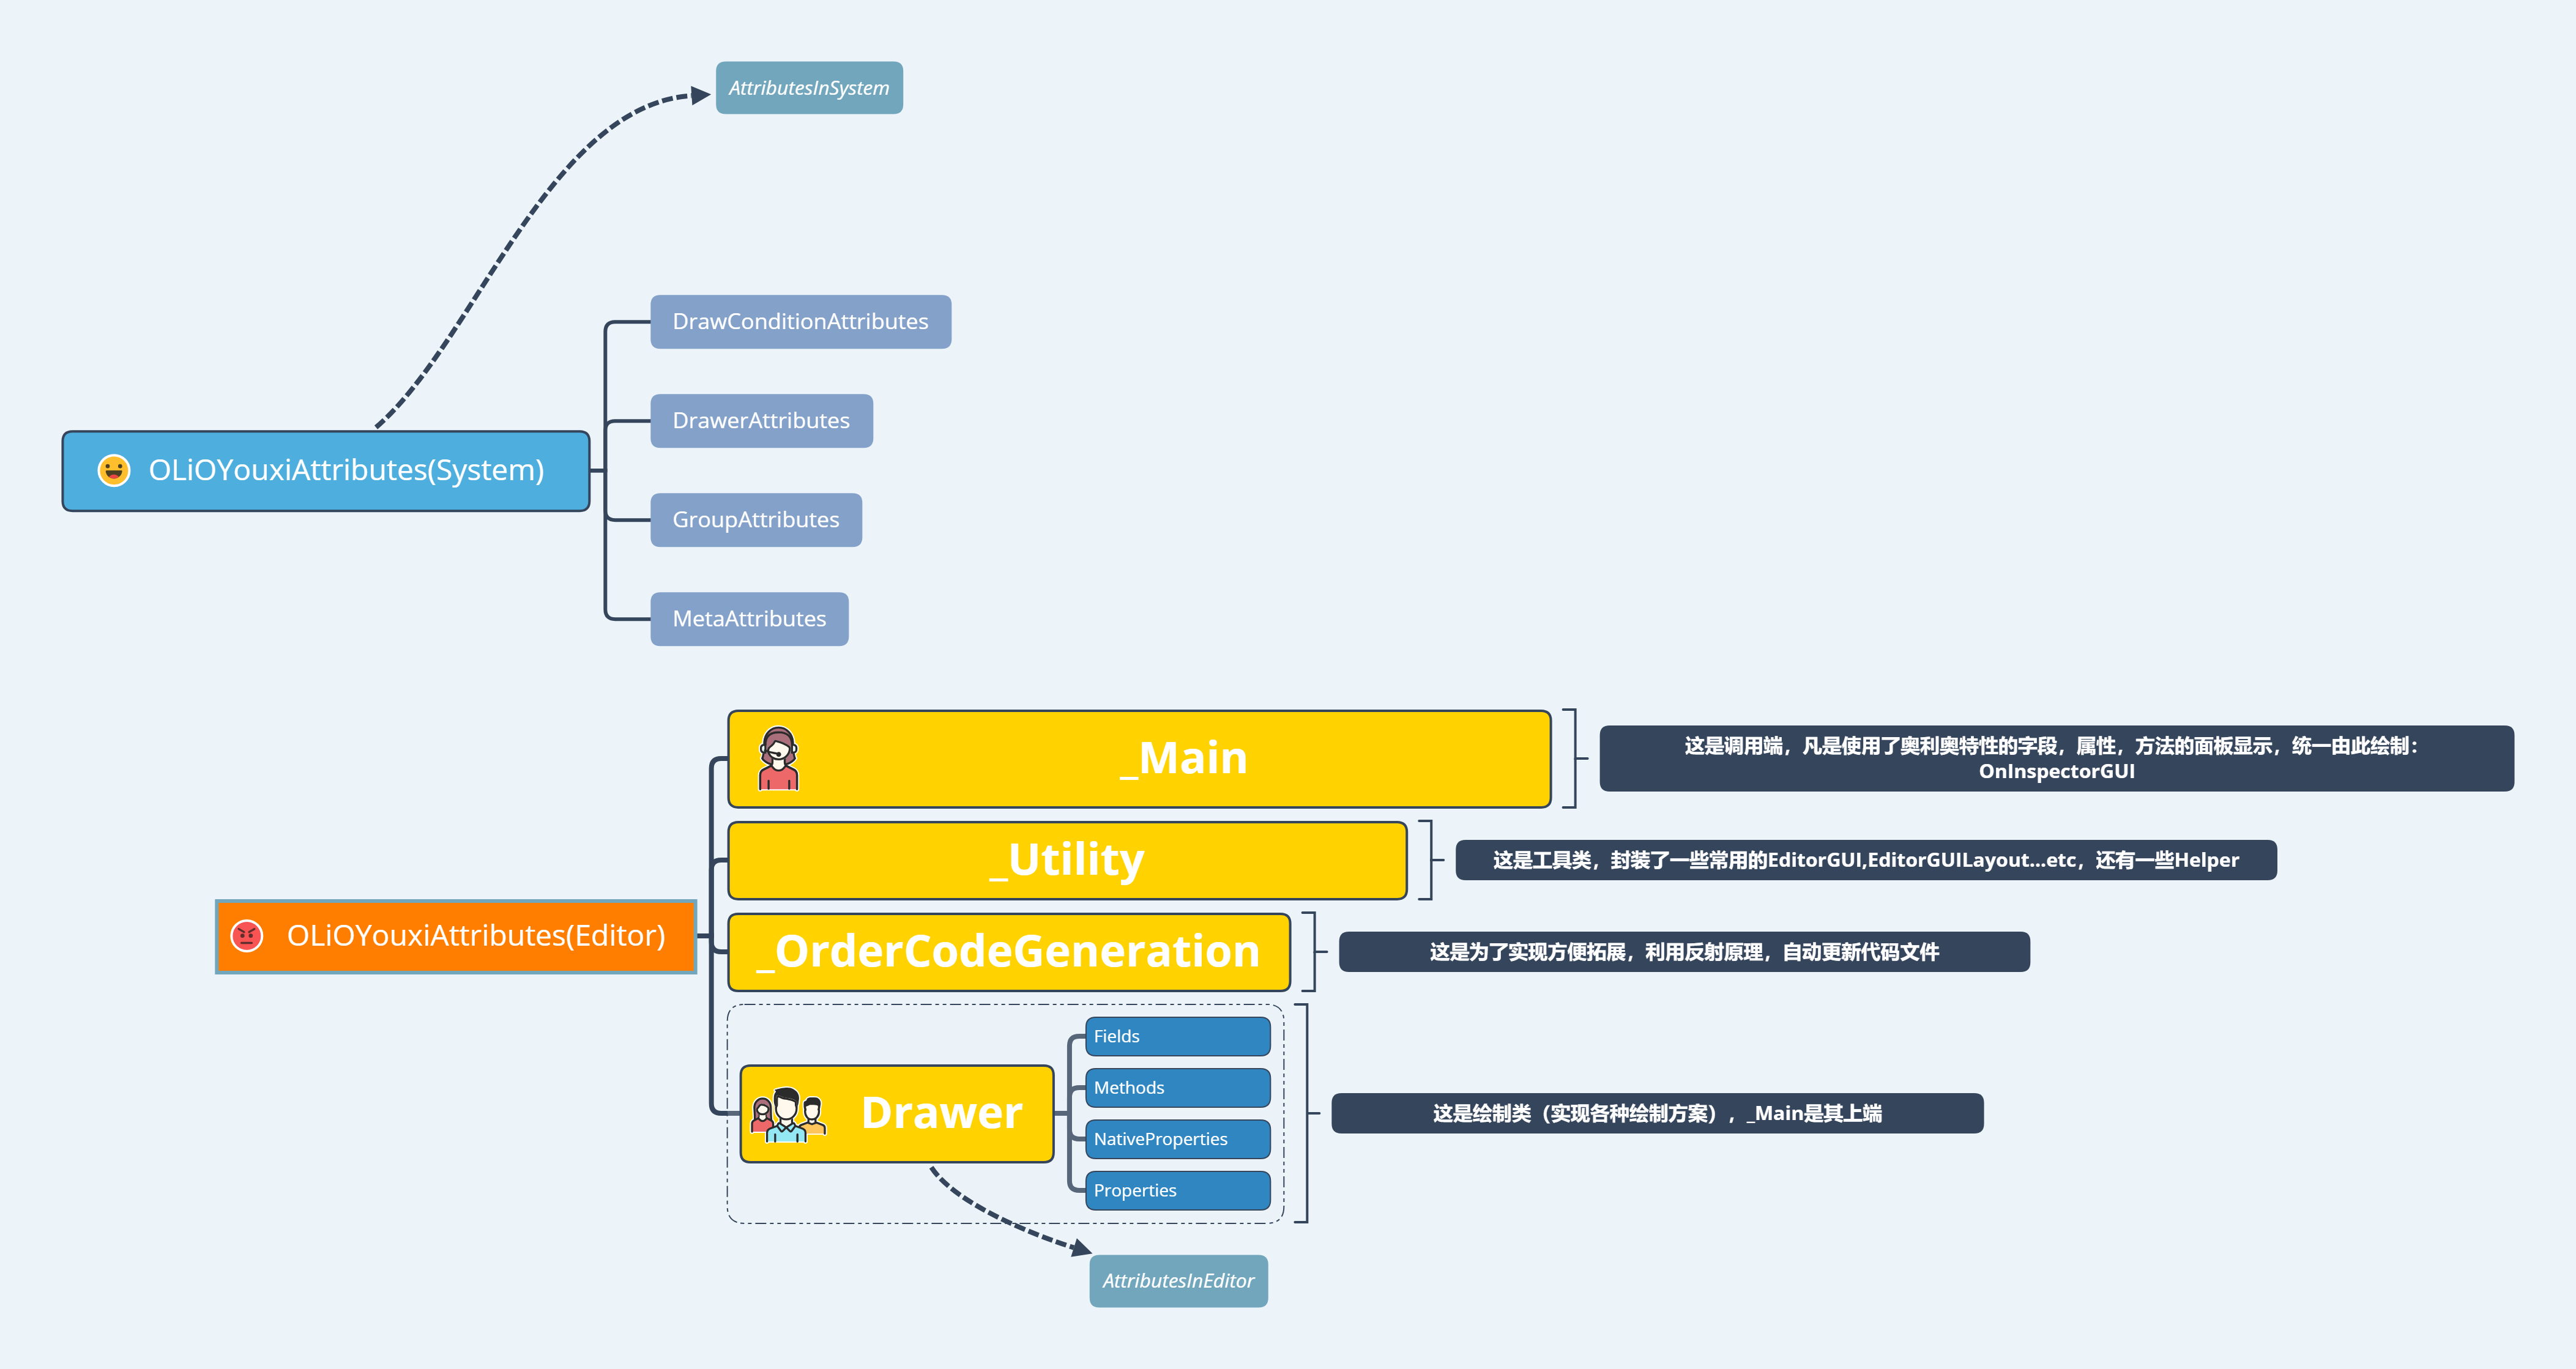 AttributesInSystem
DrawConditionAttributes
DrawerAttributes
OLiOYouxiAttributes(System)
GroupAttributes
MetaAttributes
_Main
这是调用端，凡是使用了奥利奥特性的字段，属性，方法的面板显示，统一由此绘制：
OnInspectorGUI
_Utility
这是工具类，封装了一些常用的EditorGUI,EditorGUILayout...etc，还有一些Helper
OLiOYouxiAttributes(Editor)
_OrderCodeGeneration
这是为了实现方便拓展，利用反射原理，自动更新代码文件
Drawer
Fields
Methods
NativeProperties
Properties
这是绘制类（实现各种绘制方案），_Main是其上端
AttributesInEditor